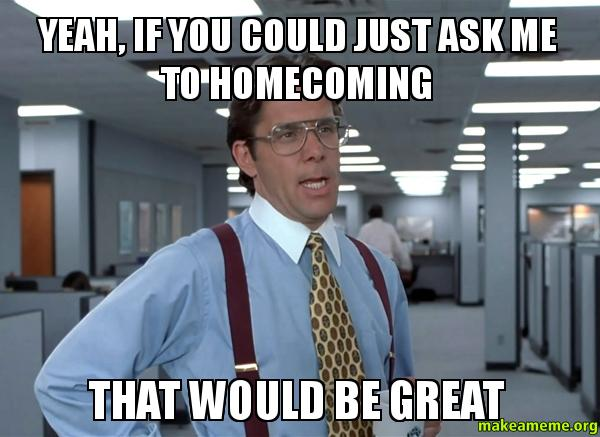 YEAH, IF YOU COULD JUST ASK ME
TO HOMECOMING
THAT WOULD BE GREAT
makeameme.org